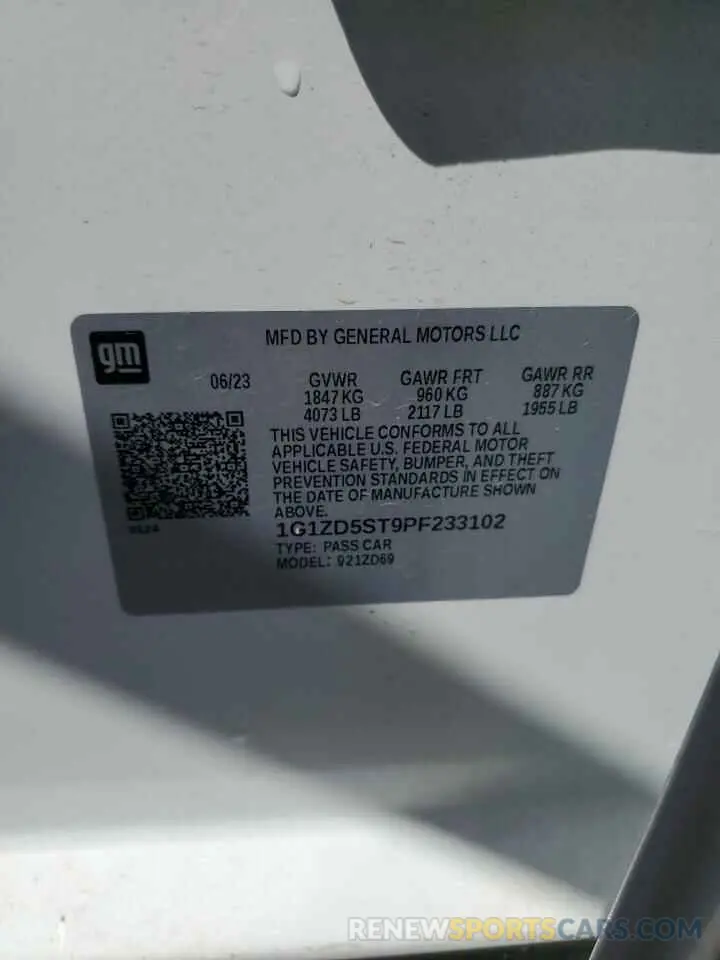 gm
MFD BY GENERAL MOTORS LLC
06/23 GVWR GAWR FRT GAWR RR
1847 KG 960 KG 887 KG
4073 LB 2117 LB 1955 LB
THIS VEHICLE CONFORMS TO ALL
APPLICABLE U.S. FEDERAL MOTOR
VEHICLE SAFETY, BUMPER, AND THEFT
PREVENTION STANDARDS IN EFFECT ON
THE DATE OF MANUFACTURE SHOWN
ABOVE.
1G1ZD5ST9PF233102
TYPE: PASS CAR
MODEL: 921ZD69
RENEWSPORTSCARS.COM